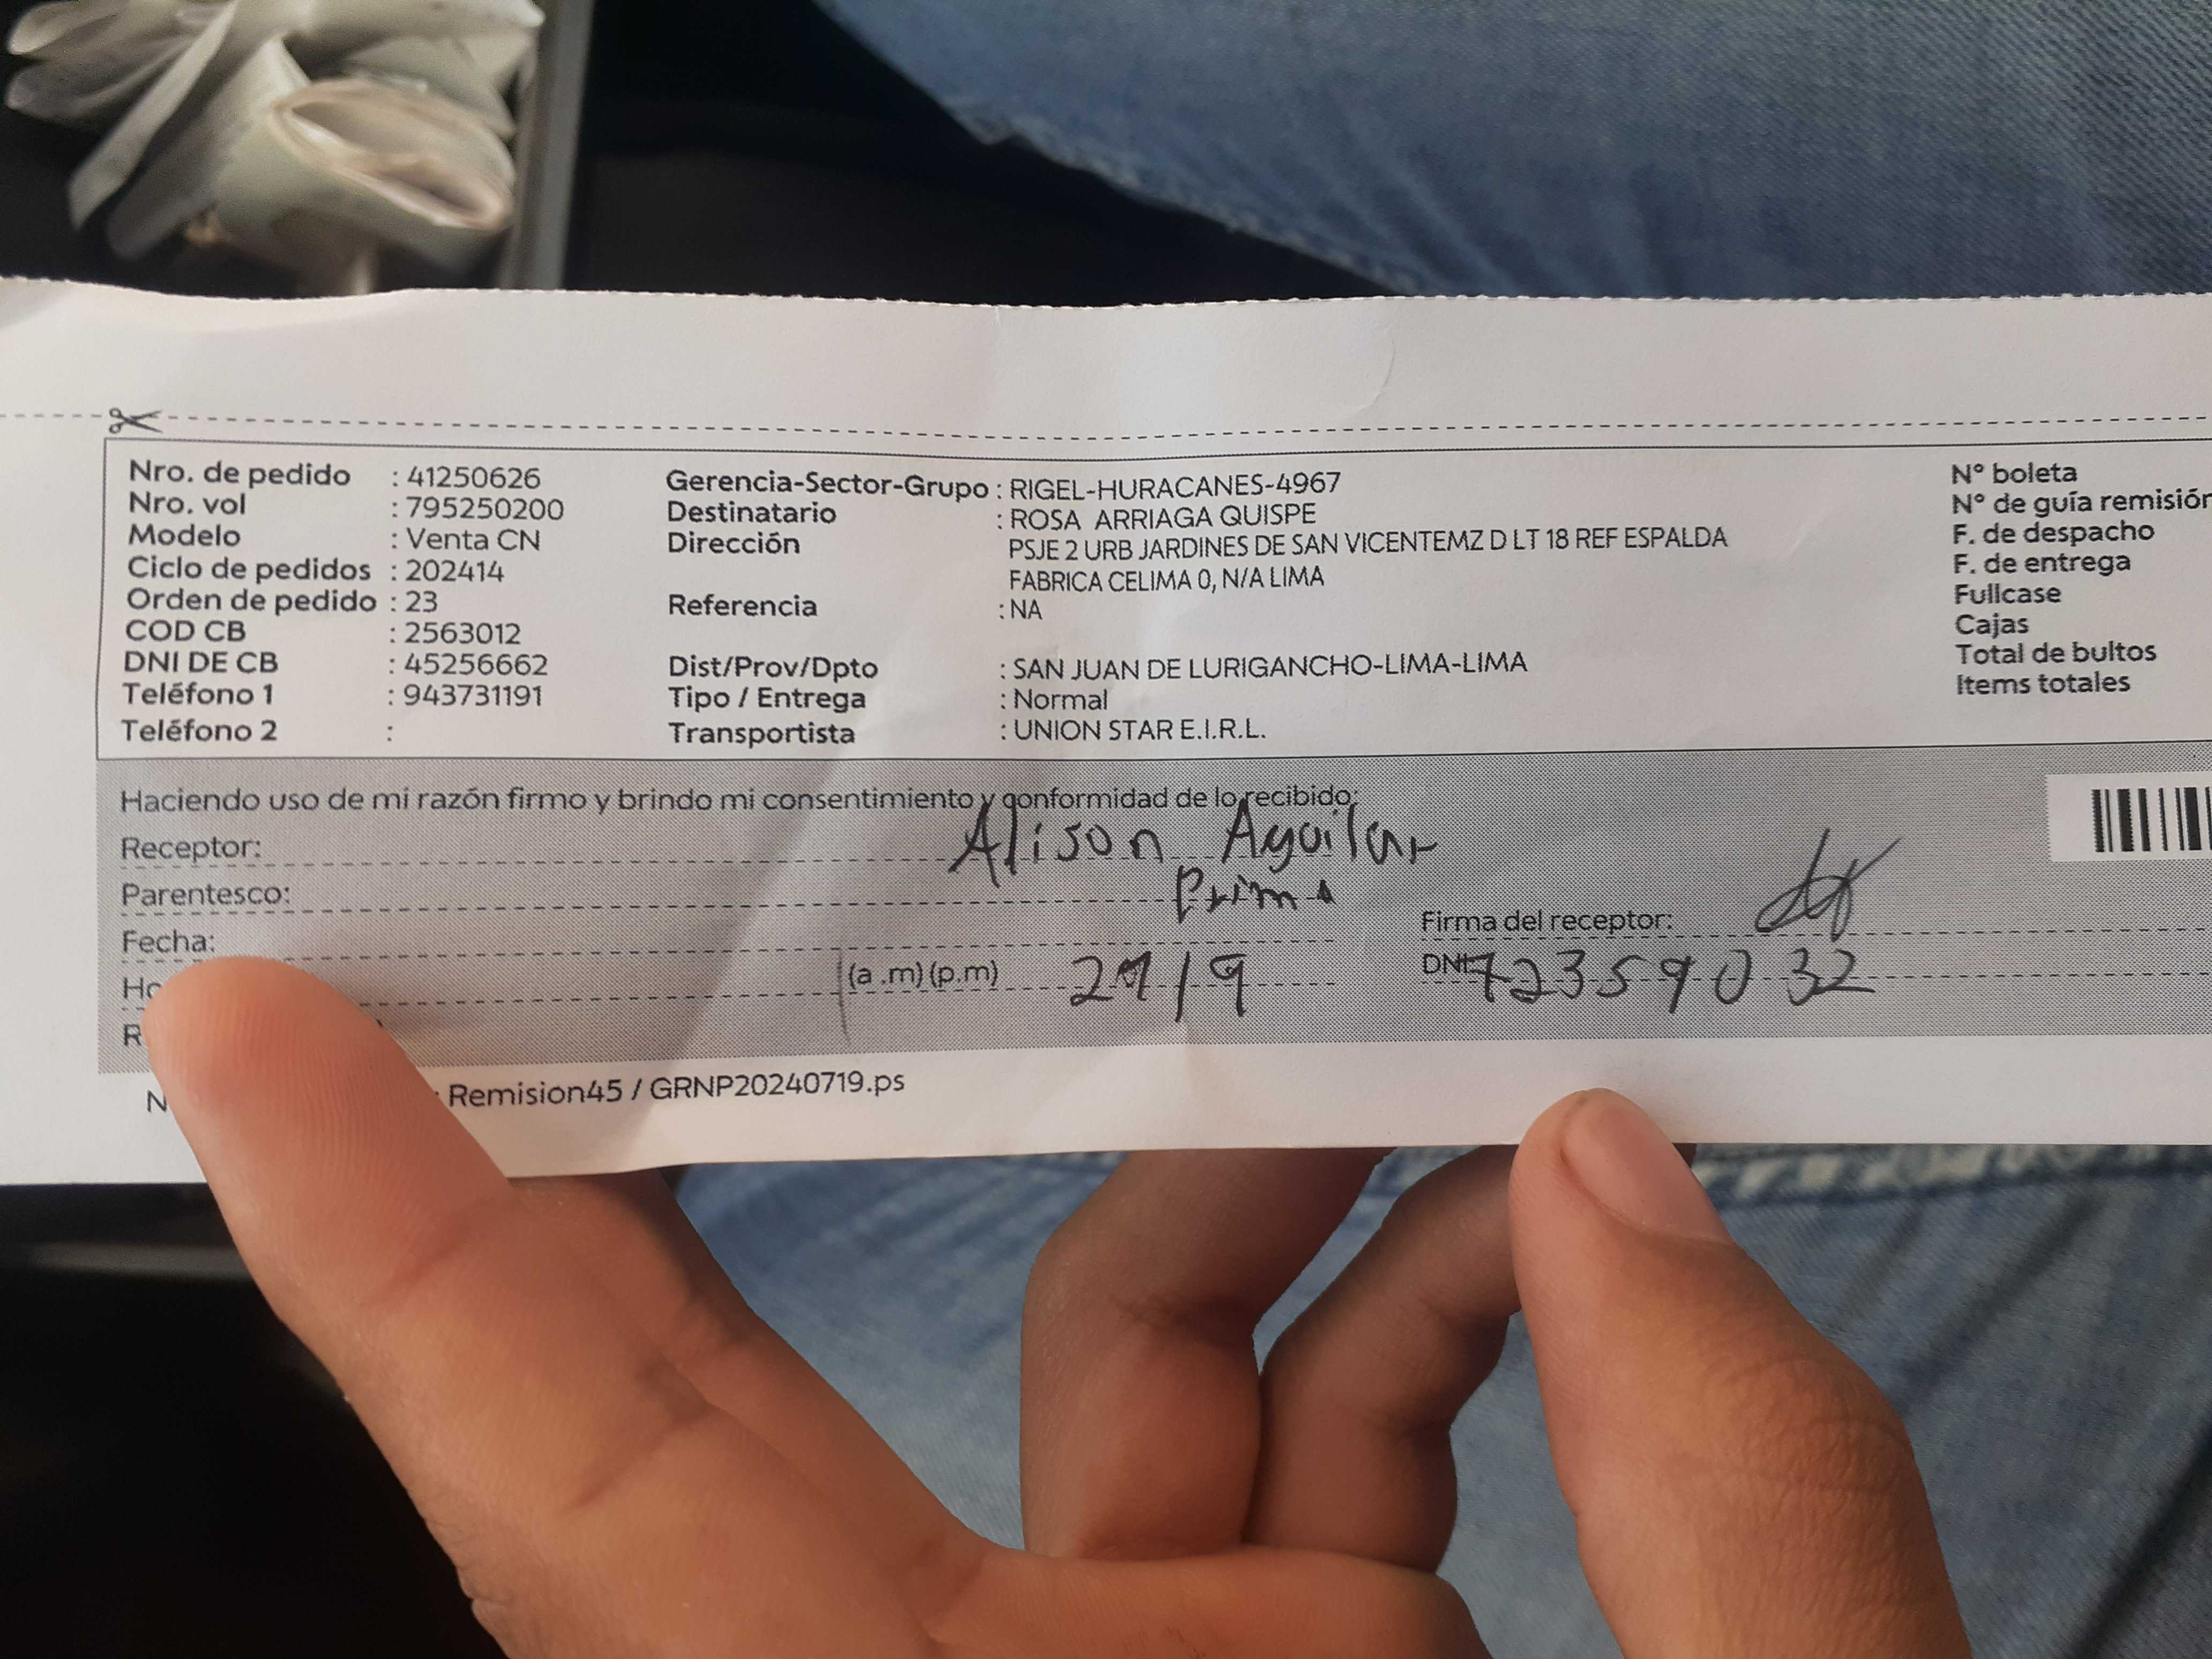 Nro. de pedido : 41250626
Nro. vol : 795250200
Modelo : Venta CN
Ciclo de pedidos : 202414
Orden de pedido : 23
COD CB : 2563012
DNI DE CB : 45256662
Teléfono 1 : 943731191
Teléfono 2 :
Gerencia-Sector-Grupo : RIGEL-HURACANES-4967
Destinatario : ROSA ARRIAGA QUISPE
Dirección PSJE 2 URB JARDINES DE SAN VICENTEMZ D LT 18 REF ESPALDA
FABRICA CELIMA 0, N/A LIMA
Referencia : NA
Dist/Prov/Dpto : SAN JUAN DE LURIGANCHO-LIMA-LIMA
Tipo / Entrega : Normal
Transportista : UNION STAR E.I.R.L.
N° boleta
N° de guía remisión
F. de despacho
F. de entrega
Fullcase
Cajas
Total de bultos
Items totales
Haciendo uso de mi razón firmo y brindo mi consentimiento y conformidad de lo recibido:
Receptor: Alison Aguilar
Parentesco: Prima
Fecha:
Firma del receptor:
(a .m) (p.m) /9
DNI 72359032
: Remision45 / GRNP20240719.ps